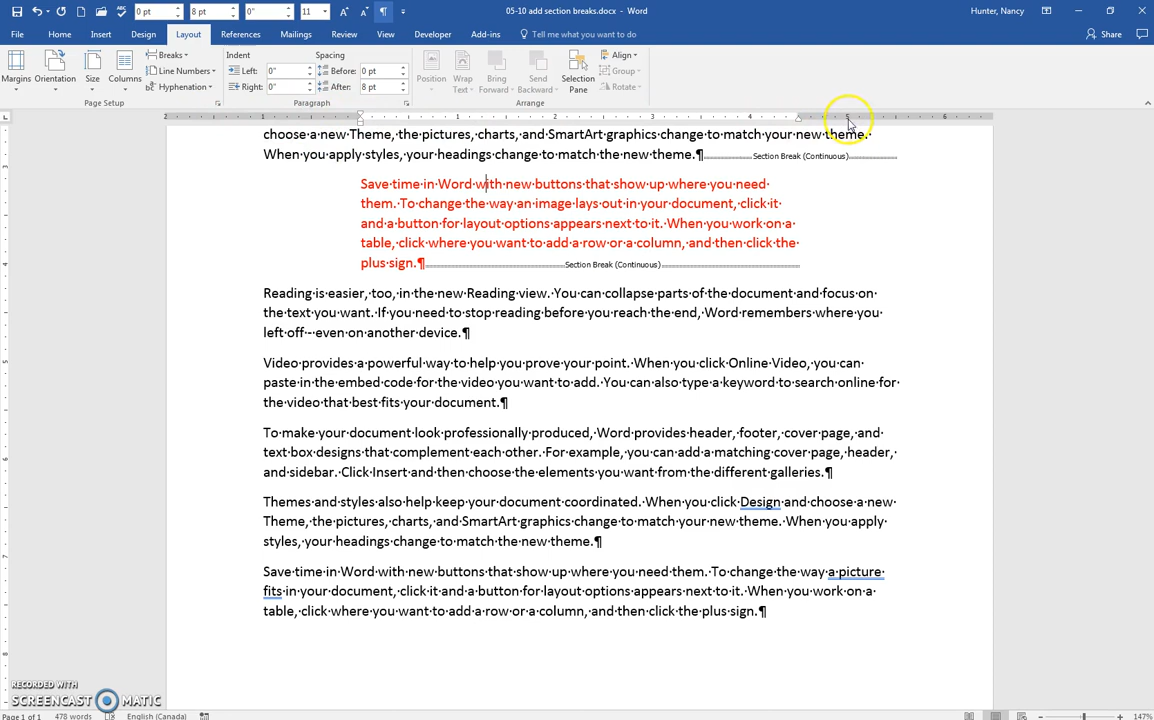 0 pt 8 pt 0" 11 05-10 add section breaks.docx - Word Hunter, Nancy
File Home Insert Design Layout References Mailings Review View Developer Add-ins Tell me what you want to do Share
Margins Orientation Size Columns Breaks Line Numbers Hyphenation
Page Setup
Indent Spacing
Left: 0" Before: 0 pt
Right: 0" After: 8 pt
Paragraph
Position Wrap Text Bring Forward Send Backward Selection Pane Align Group Rotate
Arrange
2 1 1 2 3 4 5 6
choose·a·new·Theme,·the·pictures,·charts,·and·SmartArt·graphics·change·to·match·your·new·theme.·
When·you·apply·styles,·your·headings·change·to·match·the·new·theme.¶ Section Break (Continuous)
Save·time·in·Word·with·new·buttons·that·show·up·where·you·need·
them.·To·change·the·way·an·image·lays·out·in·your·document,·click·it·
and·a·button·for·layout·options·appears·next·to·it.·When·you·work·on·a·
table,·click·where·you·want·to·add·a·row·or·a·column,·and·then·click·the·
plus·sign.¶ Section Break (Continuous)
Reading·is·easier,·too,·in·the·new·Reading·view.·You·can·collapse·parts·of·the·document·and·focus·on·
the·text·you·want.·If·you·need·to·stop·reading·before·you·reach·the·end,·Word·remembers·where·you·
left·off·-·even·on·another·device.¶
Video·provides·a·powerful·way·to·help·you·prove·your·point.·When·you·click·Online·Video,·you·can·
paste·in·the·embed·code·for·the·video·you·want·to·add.·You·can·also·type·a·keyword·to·search·online·for·
the·video·that·best·fits·your·document.¶
To·make·your·document·look·professionally·produced,·Word·provides·header,·footer,·cover·page,·and·
text·box·designs·that·complement·each·other.·For·example,·you·can·add·a·matching·cover·page,·header,·
and·sidebar.·Click·Insert·and·then·choose·the·elements·you·want·from·the·different·galleries.¶
Themes·and·styles·also·help·keep·your·document·coordinated.·When·you·click·Design·and·choose·a·new·
Theme,·the·pictures,·charts,·and·SmartArt·graphics·change·to·match·your·new·theme.·When·you·apply·
styles,·your·headings·change·to·match·the·new·theme.¶
Save·time·in·Word·with·new·buttons·that·show·up·where·you·need·them.·To·change·the·way·a·picture·
fits·in·your·document,·click·it·and·a·button·for·layout·options·appears·next·to·it.·When·you·work·on·a·
table,·click·where·you·want·to·add·a·row·or·a·column,·and·then·click·the·plus·sign.¶
RECORDED WITH
SCREENCAST MATIC
Page 1 of 1 478 words English (Canada) 147%